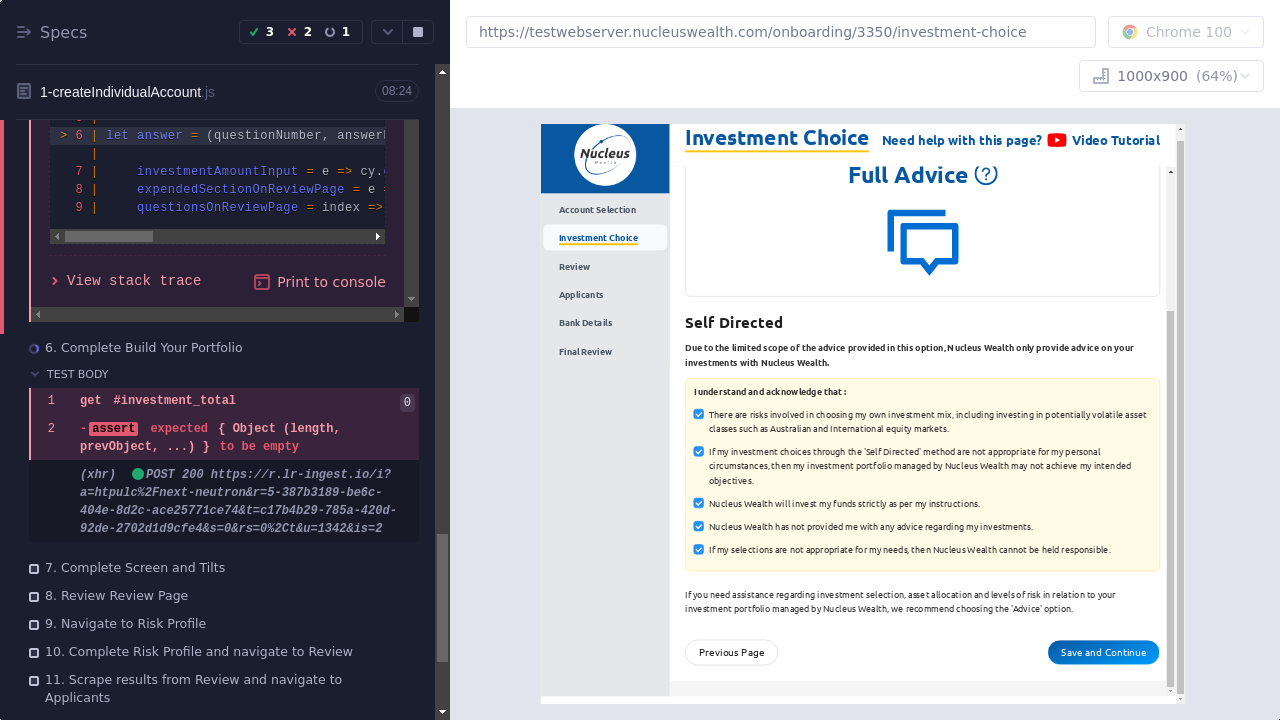 Specs
3
2
1
1-createIndividualAccount.js
08:24
> 6 | let answer = (questionNumber, answer
|
7 | investmentAmountInput = e => cy.
8 | expendedSectionOnReviewPage = e
9 | questionsOnReviewPage = index =>
View stack trace
Print to console
6. Complete Build Your Portfolio
TEST BODY
1 get #investment_total 0
2 -assert expected { Object (length,
prevObject, ...) } to be empty
(xhr) POST 200 https://r.lr-ingest.io/i?
a=htpulc%2Fnext-neutron&r=5-387b3189-be6c-
404e-8d2c-ace25771ce74&t=c17b4b29-785a-420d-
92de-2702d1d9cfe4&s=0&rs=0%2Ct&u=1342&is=2
7. Complete Screen and Tilts
8. Review Review Page
9. Navigate to Risk Profile
10. Complete Risk Profile and navigate to Review
11. Scrape results from Review and navigate to
Applicants
https://testwebserver.nucleuswealth.com/onboarding/3350/investment-choice
Chrome 100
1000x900 (64%)
Nucleus
Wealth
Account Selection
Investment Choice
Review
Applicants
Bank Details
Final Review
Investment Choice
Need help with this page? Video Tutorial
Full Advice
Self Directed
Due to the limited scope of the advice provided in this option, Nucleus Wealth only provide advice on your
investments with Nucleus Wealth.
I understand and acknowledge that :
There are risks involved in choosing my own investment mix, including investing in potentially volatile asset
classes such as Australian and International equity markets.
If my investment choices through the 'Self Directed' method are not appropriate for my personal
circumstances, then my investment portfolio managed by Nucleus Wealth may not achieve my intended
objectives.
Nucleus Wealth will invest my funds strictly as per my instructions.
Nucleus Wealth has not provided me with any advice regarding my investments.
If my selections are not appropriate for my needs, then Nucleus Wealth cannot be held responsible.
If you need assistance regarding investment selection, asset allocation and levels of risk in relation to your
investment portfolio managed by Nucleus Wealth, we recommend choosing the 'Advice' option.
Previous Page
Save and Continue